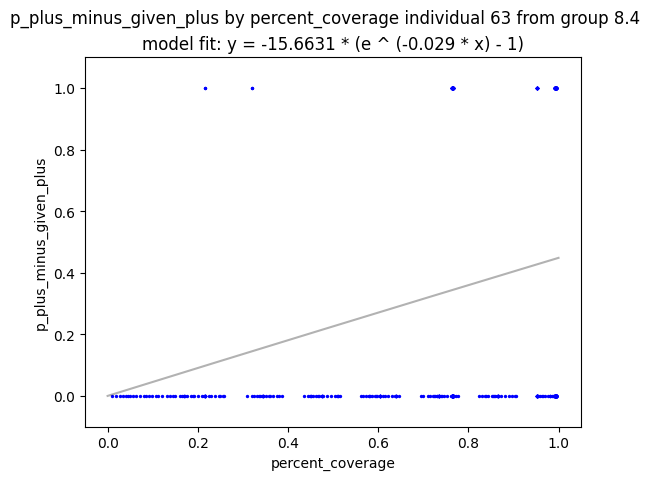 p_plus_minus_given_plus by percent_coverage individual 63 from group 8.4
model fit: y = -15.6631 * (e ^ (-0.029 * x) - 1)
1.0
0.8
0.6
0.4
0.2
0.0
p_plus_minus_given_plus
0.0 0.2 0.4 0.6 0.8 1.0
percent_coverage